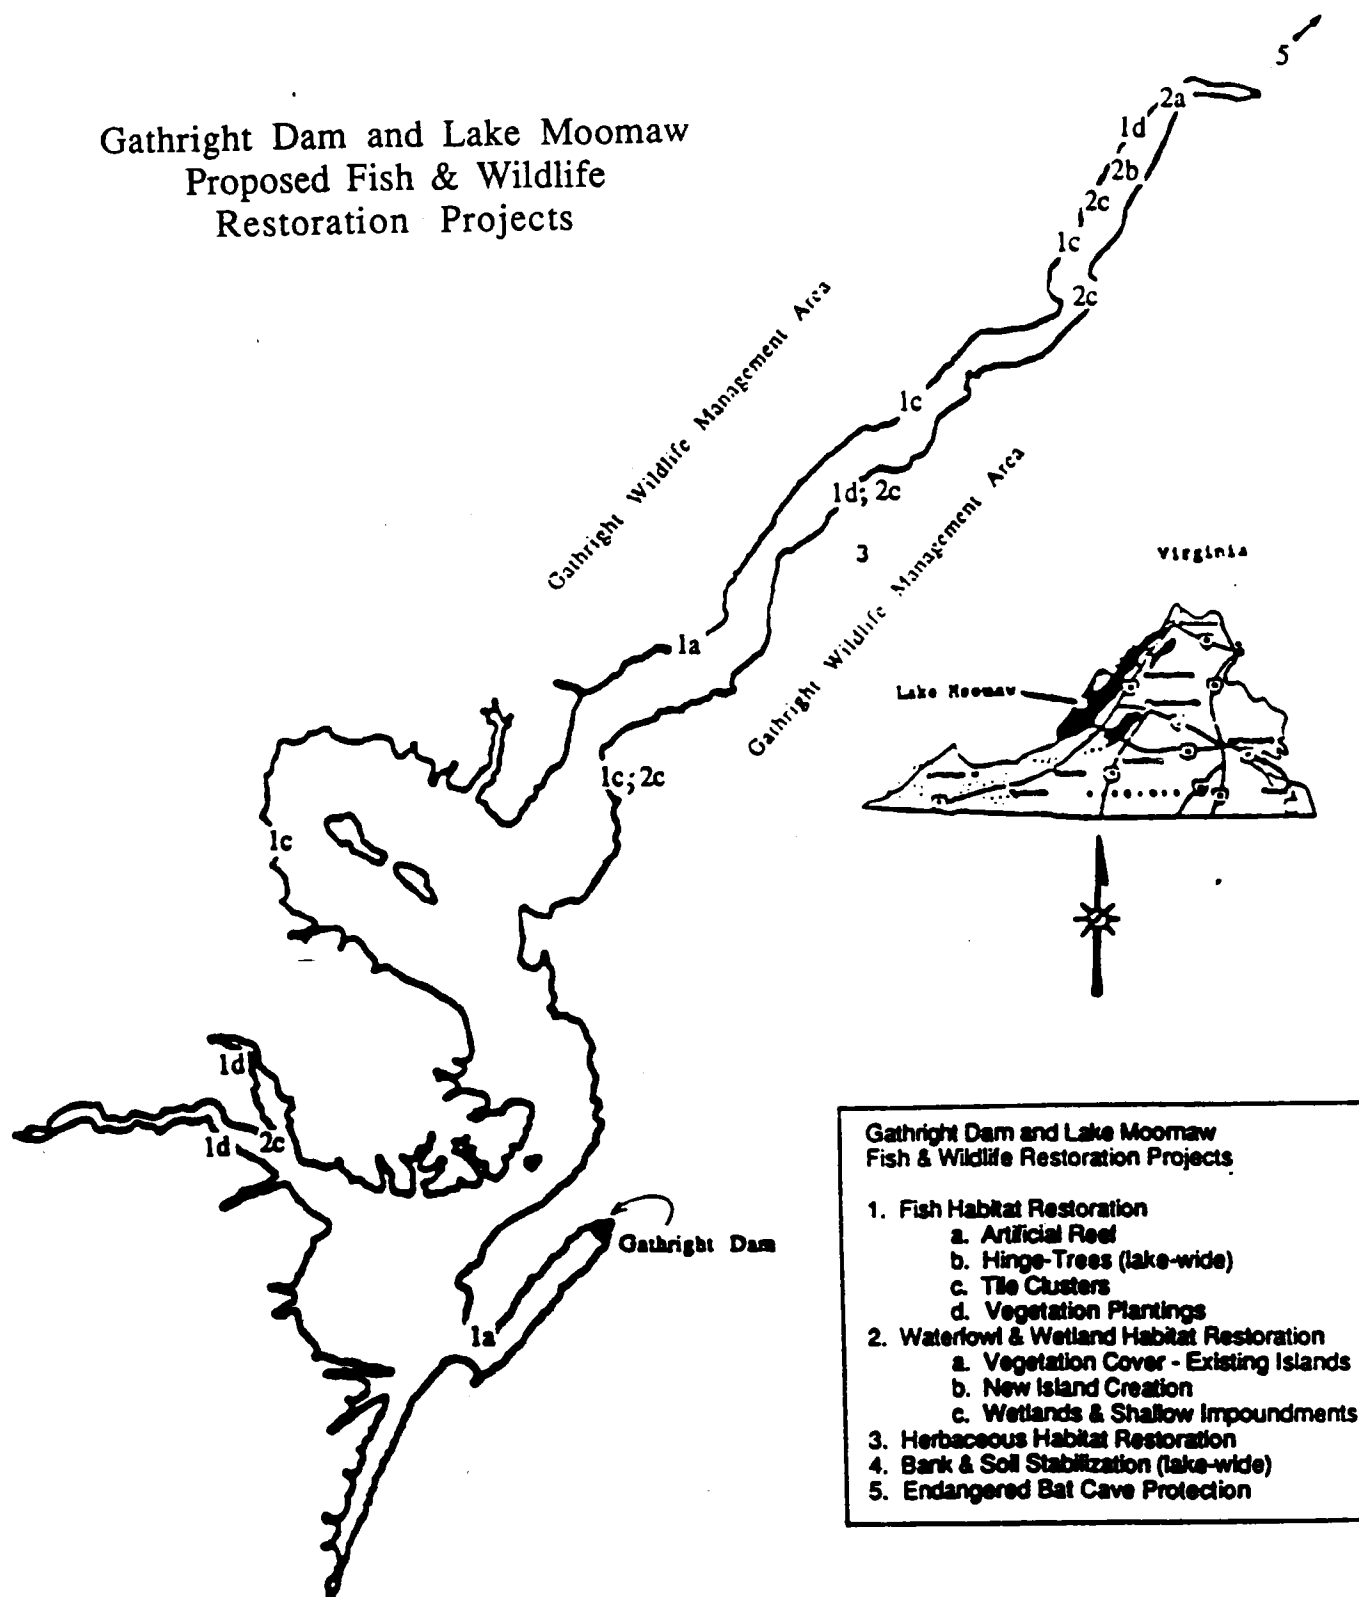 Gathright Dam and Lake Moomaw
Proposed Fish & Wildlife
Restoration Projects
5
2a
1d
2b
2c
1c
2c
Gathright Wildlife Management Area
1c
1d; 2c
3
Gathright Wildlife Management Area
Virginia
Lake Moomaw
1a
1c; 2c
1c
1d
1d
2c
Gathright Dam
1a
Gathright Dam and Lake Moomaw
Fish & Wildlife Restoration Projects
1. Fish Habitat Restoration
a. Artificial Reef
b. Hinge-Trees (lake-wide)
c. Tile Clusters
d. Vegetation Plantings
2. Waterfowl & Wetland Habitat Restoration
a. Vegetation Cover - Existing Islands
b. New Island Creation
c. Wetlands & Shallow Impoundments
3. Herbaceous Habitat Restoration
4. Bank & Soil Stabilization (lake-wide)
5. Endangered Bat Cave Protection